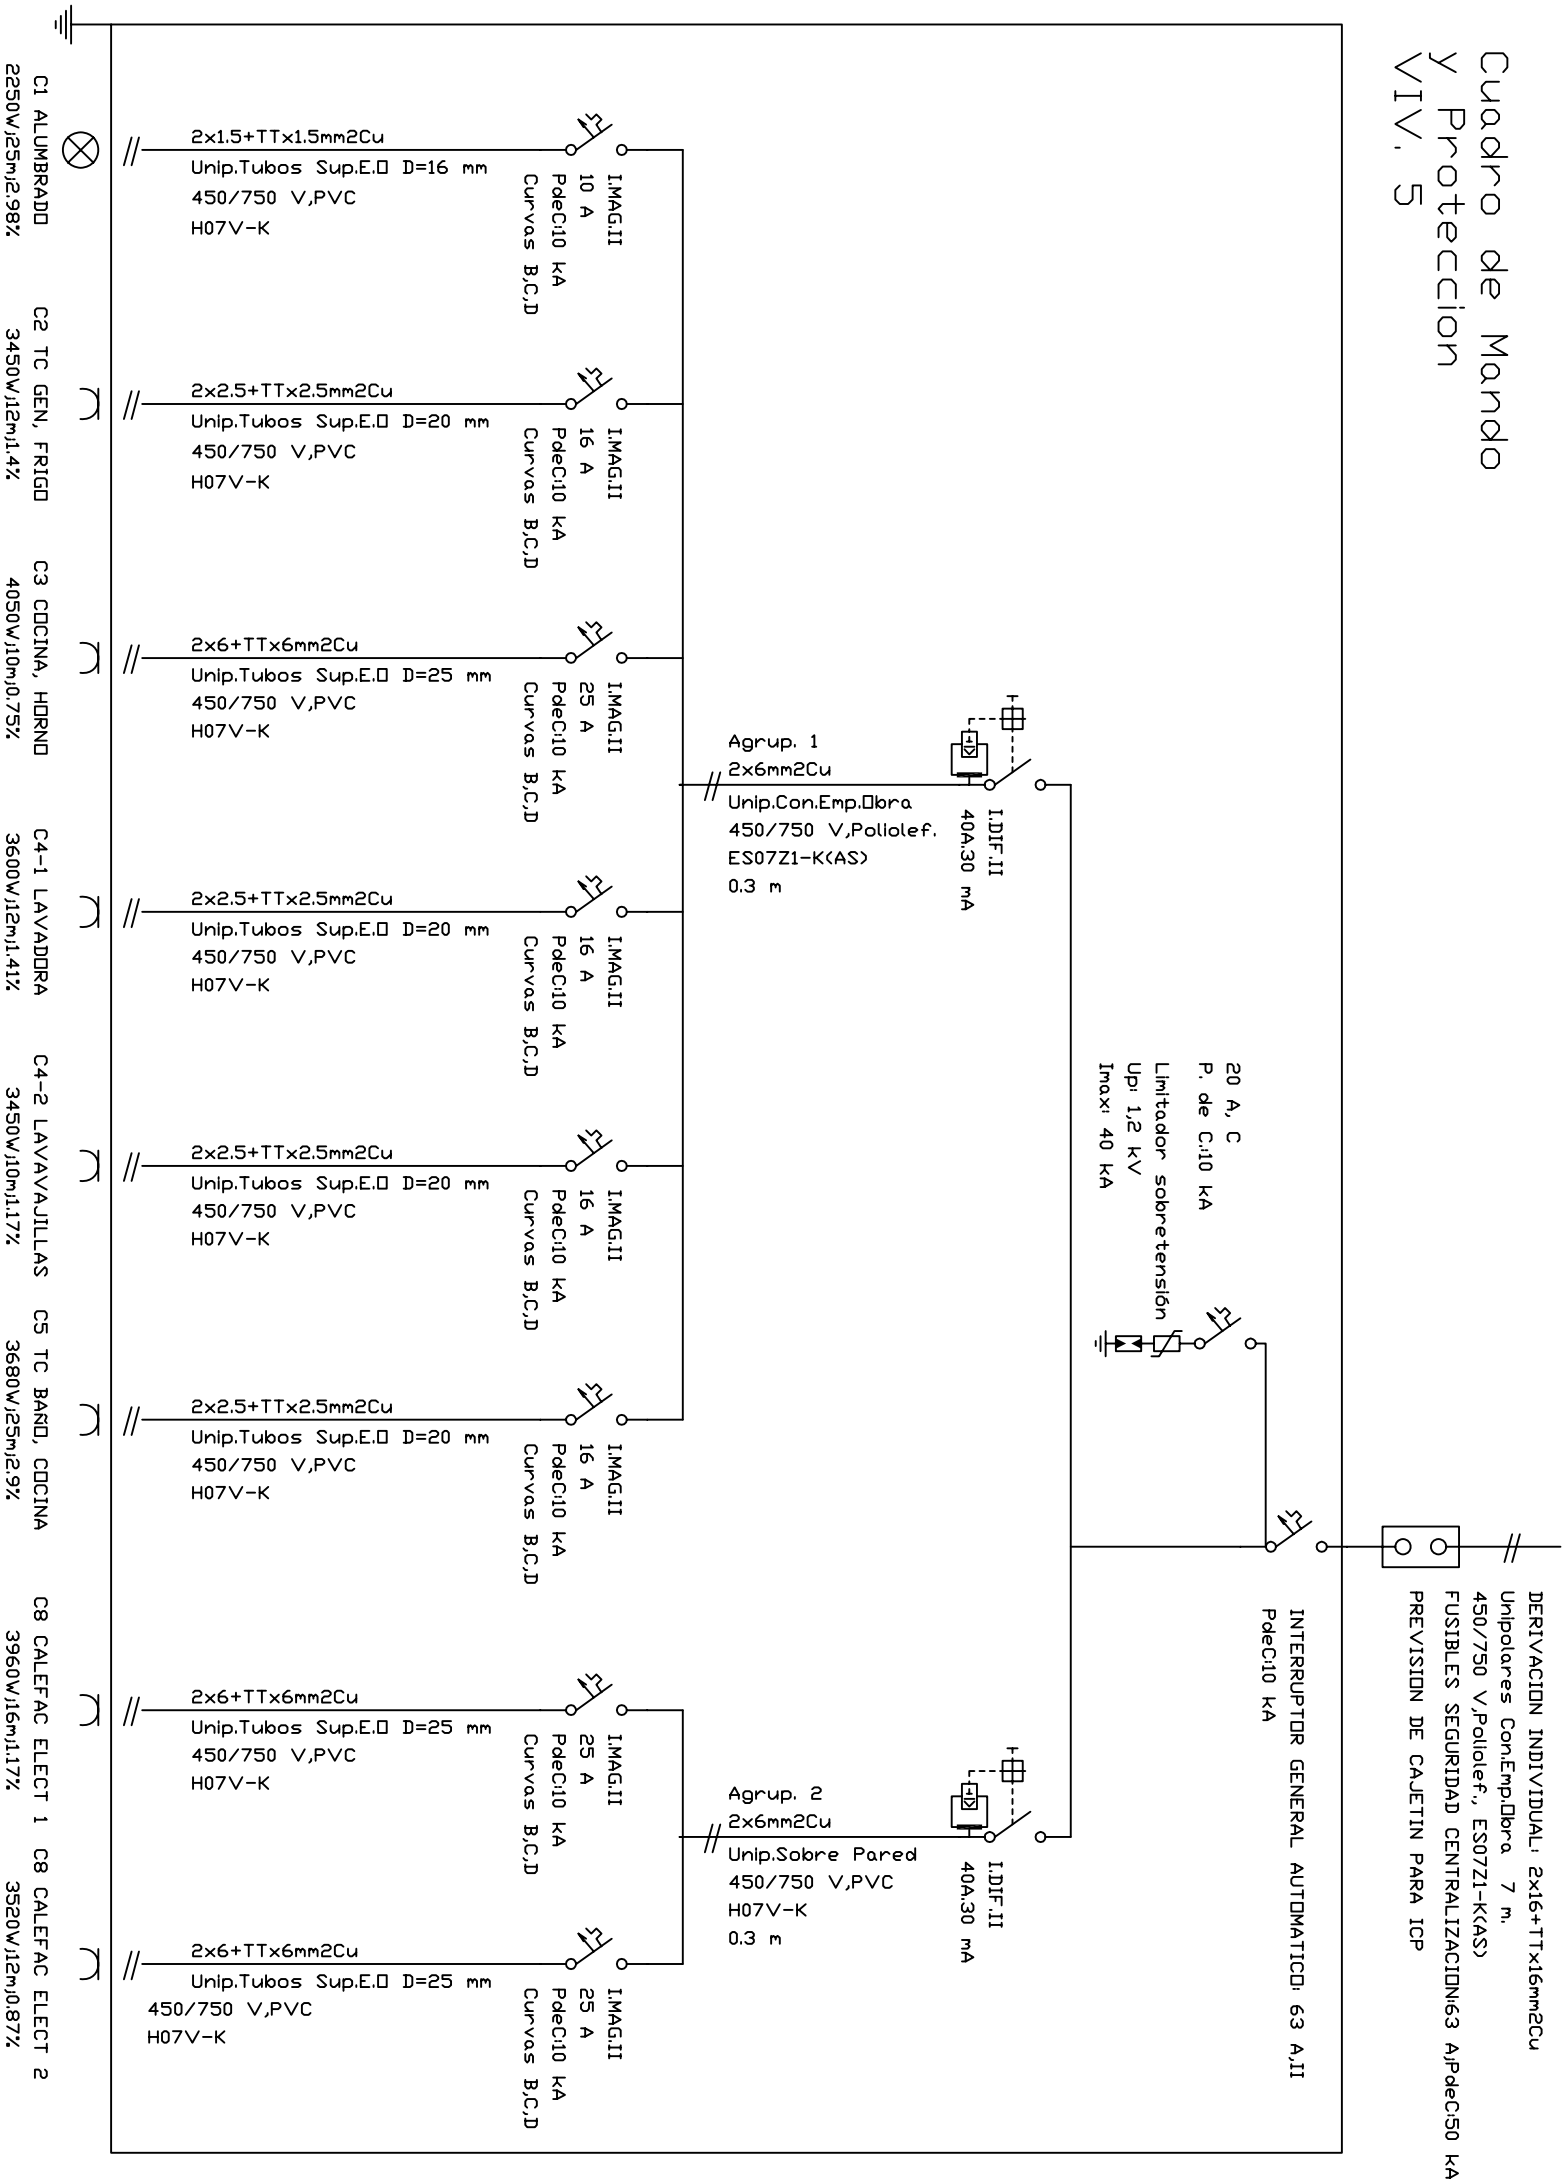 Cuadro de Mando
y Proteccion
VIV. 5
DERIVACION INDIVIDUAL: 2x16+TTx16mm2Cu
Unipolares Con.Emp.Obra 7 m.
450/750 V,Poliolef., ES07Z1-K(AS)
FUSIBLES SEGURIDAD CENTRALIZACION:63 A;PdeC:50 kA
PREVISION DE CAJETIN PARA ICP
INTERRUPTOR GENERAL AUTOMATICO: 63 A,II
PdeC:10 kA
20 A, C
P. de C.:10 kA
Limitador sobretensión
Up: 1,2 kV
Imax: 40 kA
I.DIF.II
40A.30 mA
Agrup. 1
2x6mm2Cu
Unip.Con.Emp.Obra
450/750 V,Poliolef.
ES07Z1-K(AS)
0.3 m
I.DIF.II
40A.30 mA
Agrup. 2
2x6mm2Cu
Unip.Sobre Pared
450/750 V,PVC
H07V-K
0.3 m
I.MAG.II
10 A
PdeC:10 kA
Curvas B,C,D
2x1.5+TTx1.5mm2Cu
Unip.Tubos Sup.E.O D=16 mm
450/750 V,PVC
H07V-K
C1 ALUMBRADO
2250W;25m;2.98%
I.MAG.II
16 A
PdeC:10 kA
Curvas B,C,D
2x2.5+TTx2.5mm2Cu
Unip.Tubos Sup.E.O D=20 mm
450/750 V,PVC
H07V-K
C2 TC GEN, FRIGO
3450W;12m;1.4%
I.MAG.II
25 A
PdeC:10 kA
Curvas B,C,D
2x6+TTx6mm2Cu
Unip.Tubos Sup.E.O D=25 mm
450/750 V,PVC
H07V-K
C3 COCINA, HORNO
4050W;10m;0.75%
I.MAG.II
16 A
PdeC:10 kA
Curvas B,C,D
2x2.5+TTx2.5mm2Cu
Unip.Tubos Sup.E.O D=20 mm
450/750 V,PVC
H07V-K
C4-1 LAVADORA
3600W;12m;1.41%
I.MAG.II
16 A
PdeC:10 kA
Curvas B,C,D
2x2.5+TTx2.5mm2Cu
Unip.Tubos Sup.E.O D=20 mm
450/750 V,PVC
H07V-K
C4-2 LAVAVAJILLAS
3450W;10m;1.17%
I.MAG.II
16 A
PdeC:10 kA
Curvas B,C,D
2x2.5+TTx2.5mm2Cu
Unip.Tubos Sup.E.O D=20 mm
450/750 V,PVC
H07V-K
C5 TC BAÑO, COCINA
3680W;25m;2.9%
I.MAG.II
25 A
PdeC:10 kA
Curvas B,C,D
2x6+TTx6mm2Cu
Unip.Tubos Sup.E.O D=25 mm
450/750 V,PVC
H07V-K
C8 CALEFAC ELECT 1
3960W;16m;1.17%
I.MAG.II
25 A
PdeC:10 kA
Curvas B,C,D
2x6+TTx6mm2Cu
Unip.Tubos Sup.E.O D=25 mm
450/750 V,PVC
H07V-K
C8 CALEFAC ELECT 2
3520W;12m;0.87%